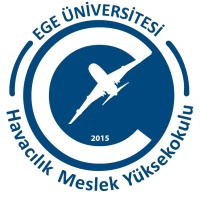 EGE ÜNİVERSİTESİ
2015
Havacılık Meslek Yüksekokulu